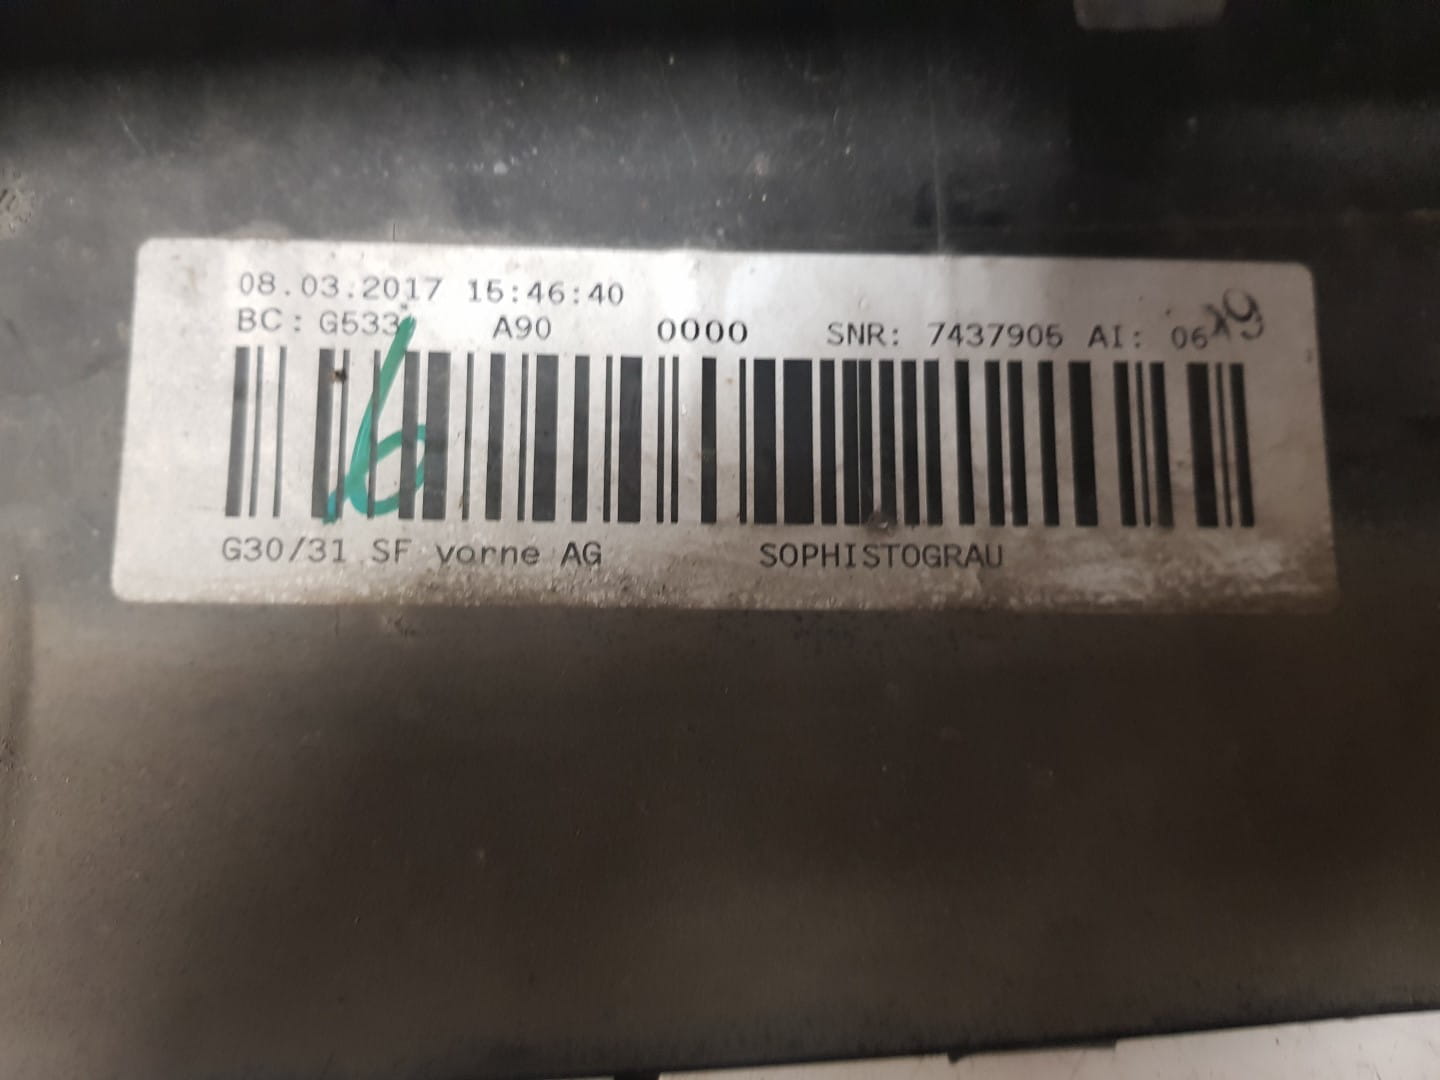 08.03.2017 15:46:40
BC: G533 A90 0000 SNR: 7437905 AI: 06
6
G30/31 SF vorne AG SOPHISTOGRAU